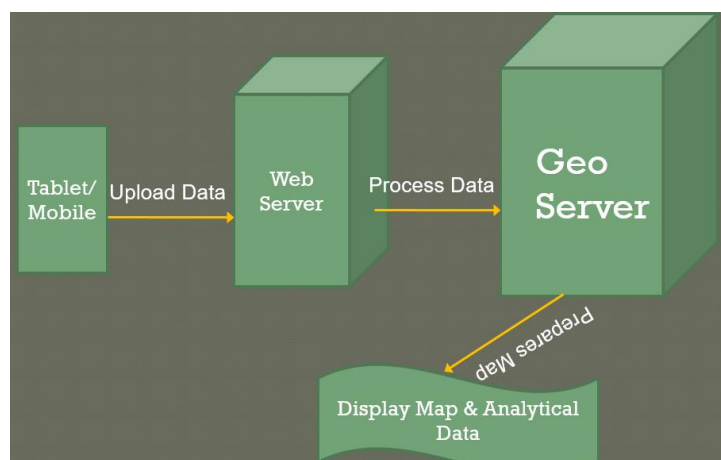 Tablet/
Mobile
Upload Data
Web
Server
Process Data
Geo
Server
Prepares Map
Display Map & Analytical
Data